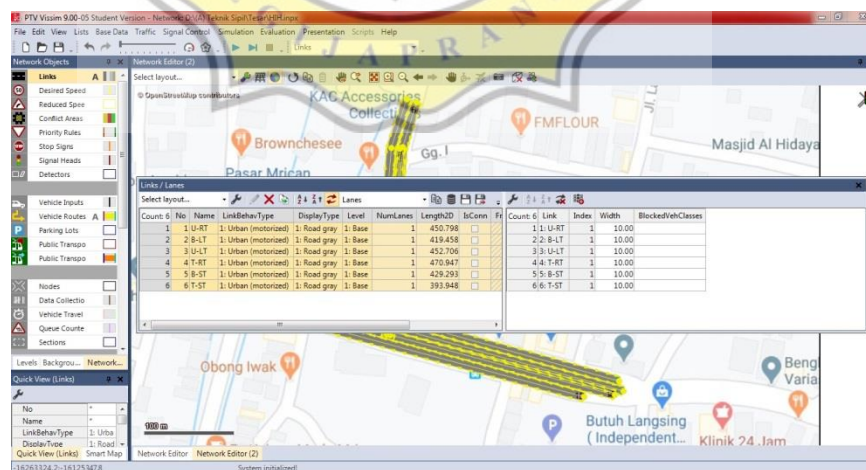 PTV Vissim 9.00-05 Student Version - Network: D:\(A) Teknik Sipil\Tesar\HIH.inpx
File Edit View Lists Base Data Traffic Signal Control Simulation Evaluation Presentation Scripts Help
Links
J A P R A N
Network Objects
Network Editor (2)
Links A
Desired Speed
Reduced Spee
Conflict Areas
Priority Rules
Stop Signs
Signal Heads
Detectors
Vehicle Inputs
Vehicle Routes A
Parking Lots
Public Transpo
Public Transpo
Nodes
Data Collectio
Vehicle Travel
Queue Counte
Sections
Levels Backgrou... Network...
Select layout...
© OpenStreetMap contributors
KAG Accessories
Collecti
Brownchesee
FMFLOUR
Gg. I
Jl. L
Masjid Al Hidaya
Pasar Mrican
Links / Lanes
Select layout... Lanes
Count: 6 No Name LinkBehavType DisplayType Level NumLanes Length2D IsConn Fr
1 1 U-RT 1: Urban (motorized) 1: Road gray 1: Base 1 450.798
2 2 B-LT 1: Urban (motorized) 1: Road gray 1: Base 1 419.458
3 3 U-LT 1: Urban (motorized) 1: Road gray 1: Base 1 452.706
4 4 T-RT 1: Urban (motorized) 1: Road gray 1: Base 1 470.947
5 5 B-ST 1: Urban (motorized) 1: Road gray 1: Base 1 429.293
6 6 T-ST 1: Urban (motorized) 1: Road gray 1: Base 1 393.948
Count: 6 Link Index Width BlockedVehClasses
1 1: U-RT 1 10.00
2 2: B-LT 1 10.00
3 3: U-LT 1 10.00
4 4: T-RT 1 10.00
5 5: B-ST 1 10.00
6 6: T-ST 1 10.00
Obong Iwak
Bengl
Varia
Butuh Langsing
( Independent...
Klinik 24 Jam
100 m
Quick View (Links)
No *
Name *
LinkBehavType 1: Urba
DisplayType 1: Road
Quick View (Links) Smart Map
Network Editor Network Editor (2)
-16263324.2:-161253478
System initialized!